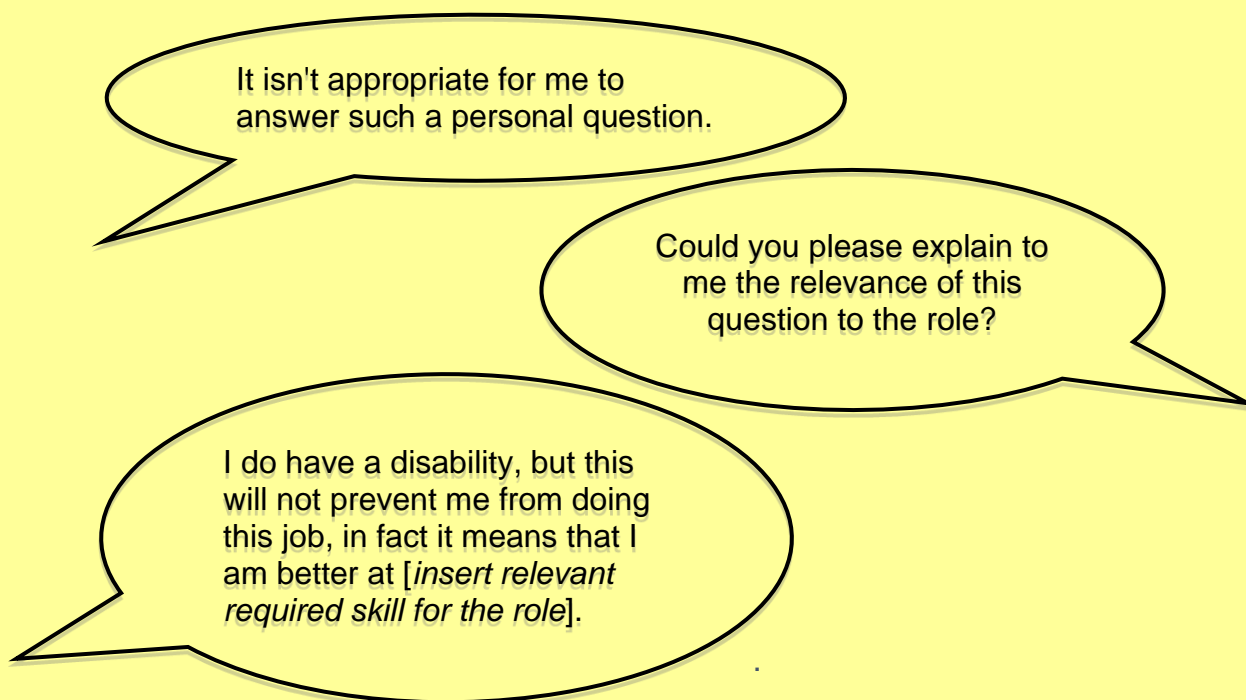 It isn't appropriate for me to
answer such a personal question.
Could you please explain to
me the relevance of this
question to the role?
I do have a disability, but this
will not prevent me from doing
this job, in fact it means that I
am better at [insert relevant
required skill for the role].
.